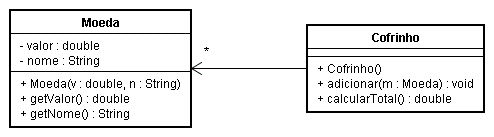 Moeda
- valor : double
- nome : String
+ Moeda(v : double, n : String)
+ getValor() : double
+ getNome() : String
*
Cofrinho
+ Cofrinho()
+ adicionar(m : Moeda) : void
+ calcularTotal() : double